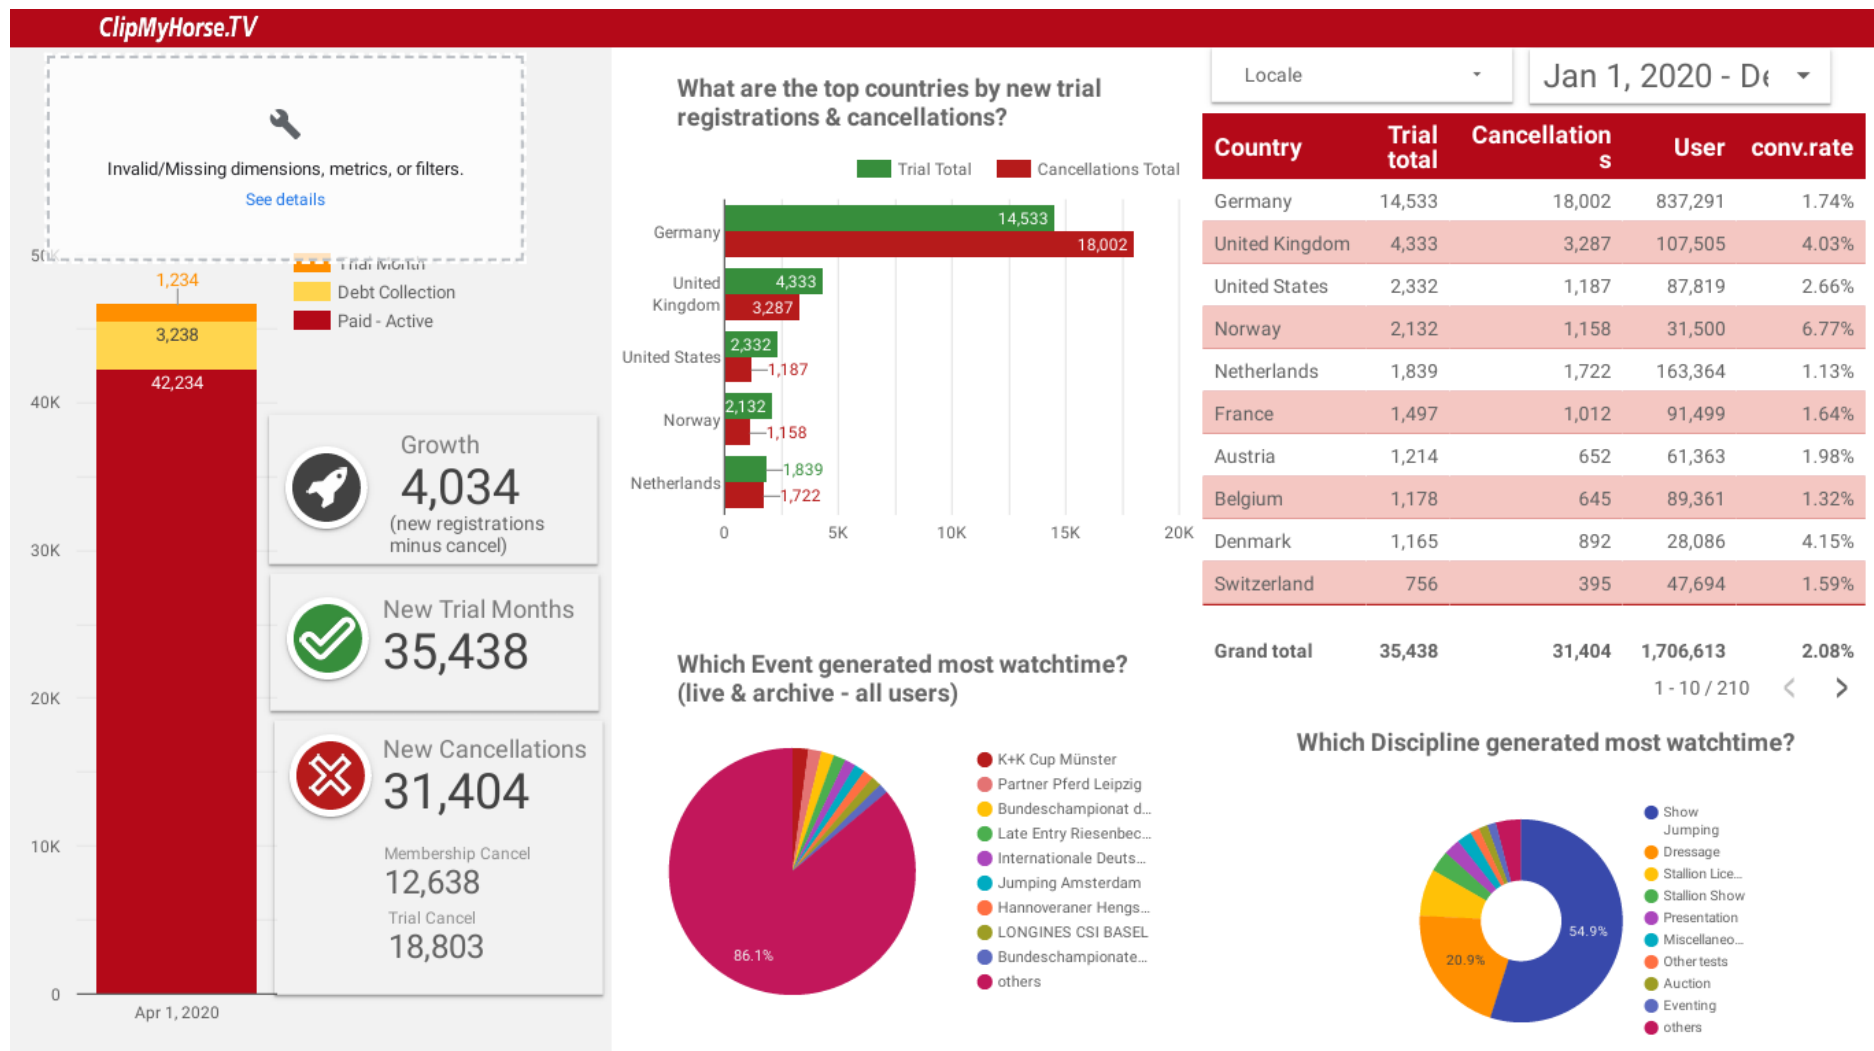 ClipMyHorse.TV
Invalid/Missing dimensions, metrics, or filters.
See details
50K
40K
30K
20K
10K
0
Trial Month
Debt Collection
Paid - Active
1,234
3,238
42,234
Apr 1, 2020
Growth
4,034
(new registrations
minus cancel)
New Trial Months
35,438
New Cancellations
31,404
Membership Cancel
12,638
Trial Cancel
18,803
What are the top countries by new trial
registrations & cancellations?
Trial Total
Cancellations Total
Germany
14,533
18,002
United
Kingdom
4,333
3,287
United States
2,332
1,187
Norway
2,132
1,158
Netherlands
1,839
1,722
0 5K 10K 15K 20K
Which Event generated most watchtime?
(live & archive - all users)
86.1%
K+K Cup Münster
Partner Pferd Leipzig
Bundeschampionat d...
Late Entry Riesenbec...
Internationale Deuts...
Jumping Amsterdam
Hannoveraner Hengs...
LONGINES CSI BASEL
Bundeschampionate...
others
Locale
Jan 1, 2020 - De
Country Trial total Cancellations User conv.rate
Germany 14,533 18,002 837,291 1.74%
United Kingdom 4,333 3,287 107,505 4.03%
United States 2,332 1,187 87,819 2.66%
Norway 2,132 1,158 31,500 6.77%
Netherlands 1,839 1,722 163,364 1.13%
France 1,497 1,012 91,499 1.64%
Austria 1,214 652 61,363 1.98%
Belgium 1,178 645 89,361 1.32%
Denmark 1,165 892 28,086 4.15%
Switzerland 756 395 47,694 1.59%
Grand total 35,438 31,404 1,706,613 2.08%
1 - 10 / 210
Which Discipline generated most watchtime?
54.9%
20.9%
Show
Jumping
Dressage
Stallion Lice...
Stallion Show
Presentation
Miscellaneo...
Other tests
Auction
Eventing
others